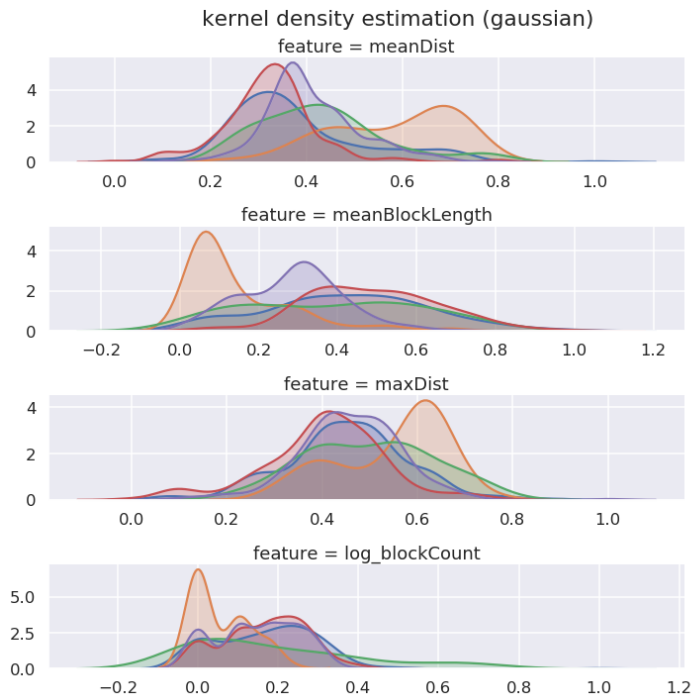 kernel density estimation (gaussian)
feature = meanDist
4
2
0
0.0 0.2 0.4 0.6 0.8 1.0
feature = meanBlockLength
4
2
0
−0.2 0.0 0.2 0.4 0.6 0.8 1.0 1.2
feature = maxDist
4
2
0
0.0 0.2 0.4 0.6 0.8 1.0
feature = log_blockCount
5.0
2.5
0.0
−0.2 0.0 0.2 0.4 0.6 0.8 1.0 1.2